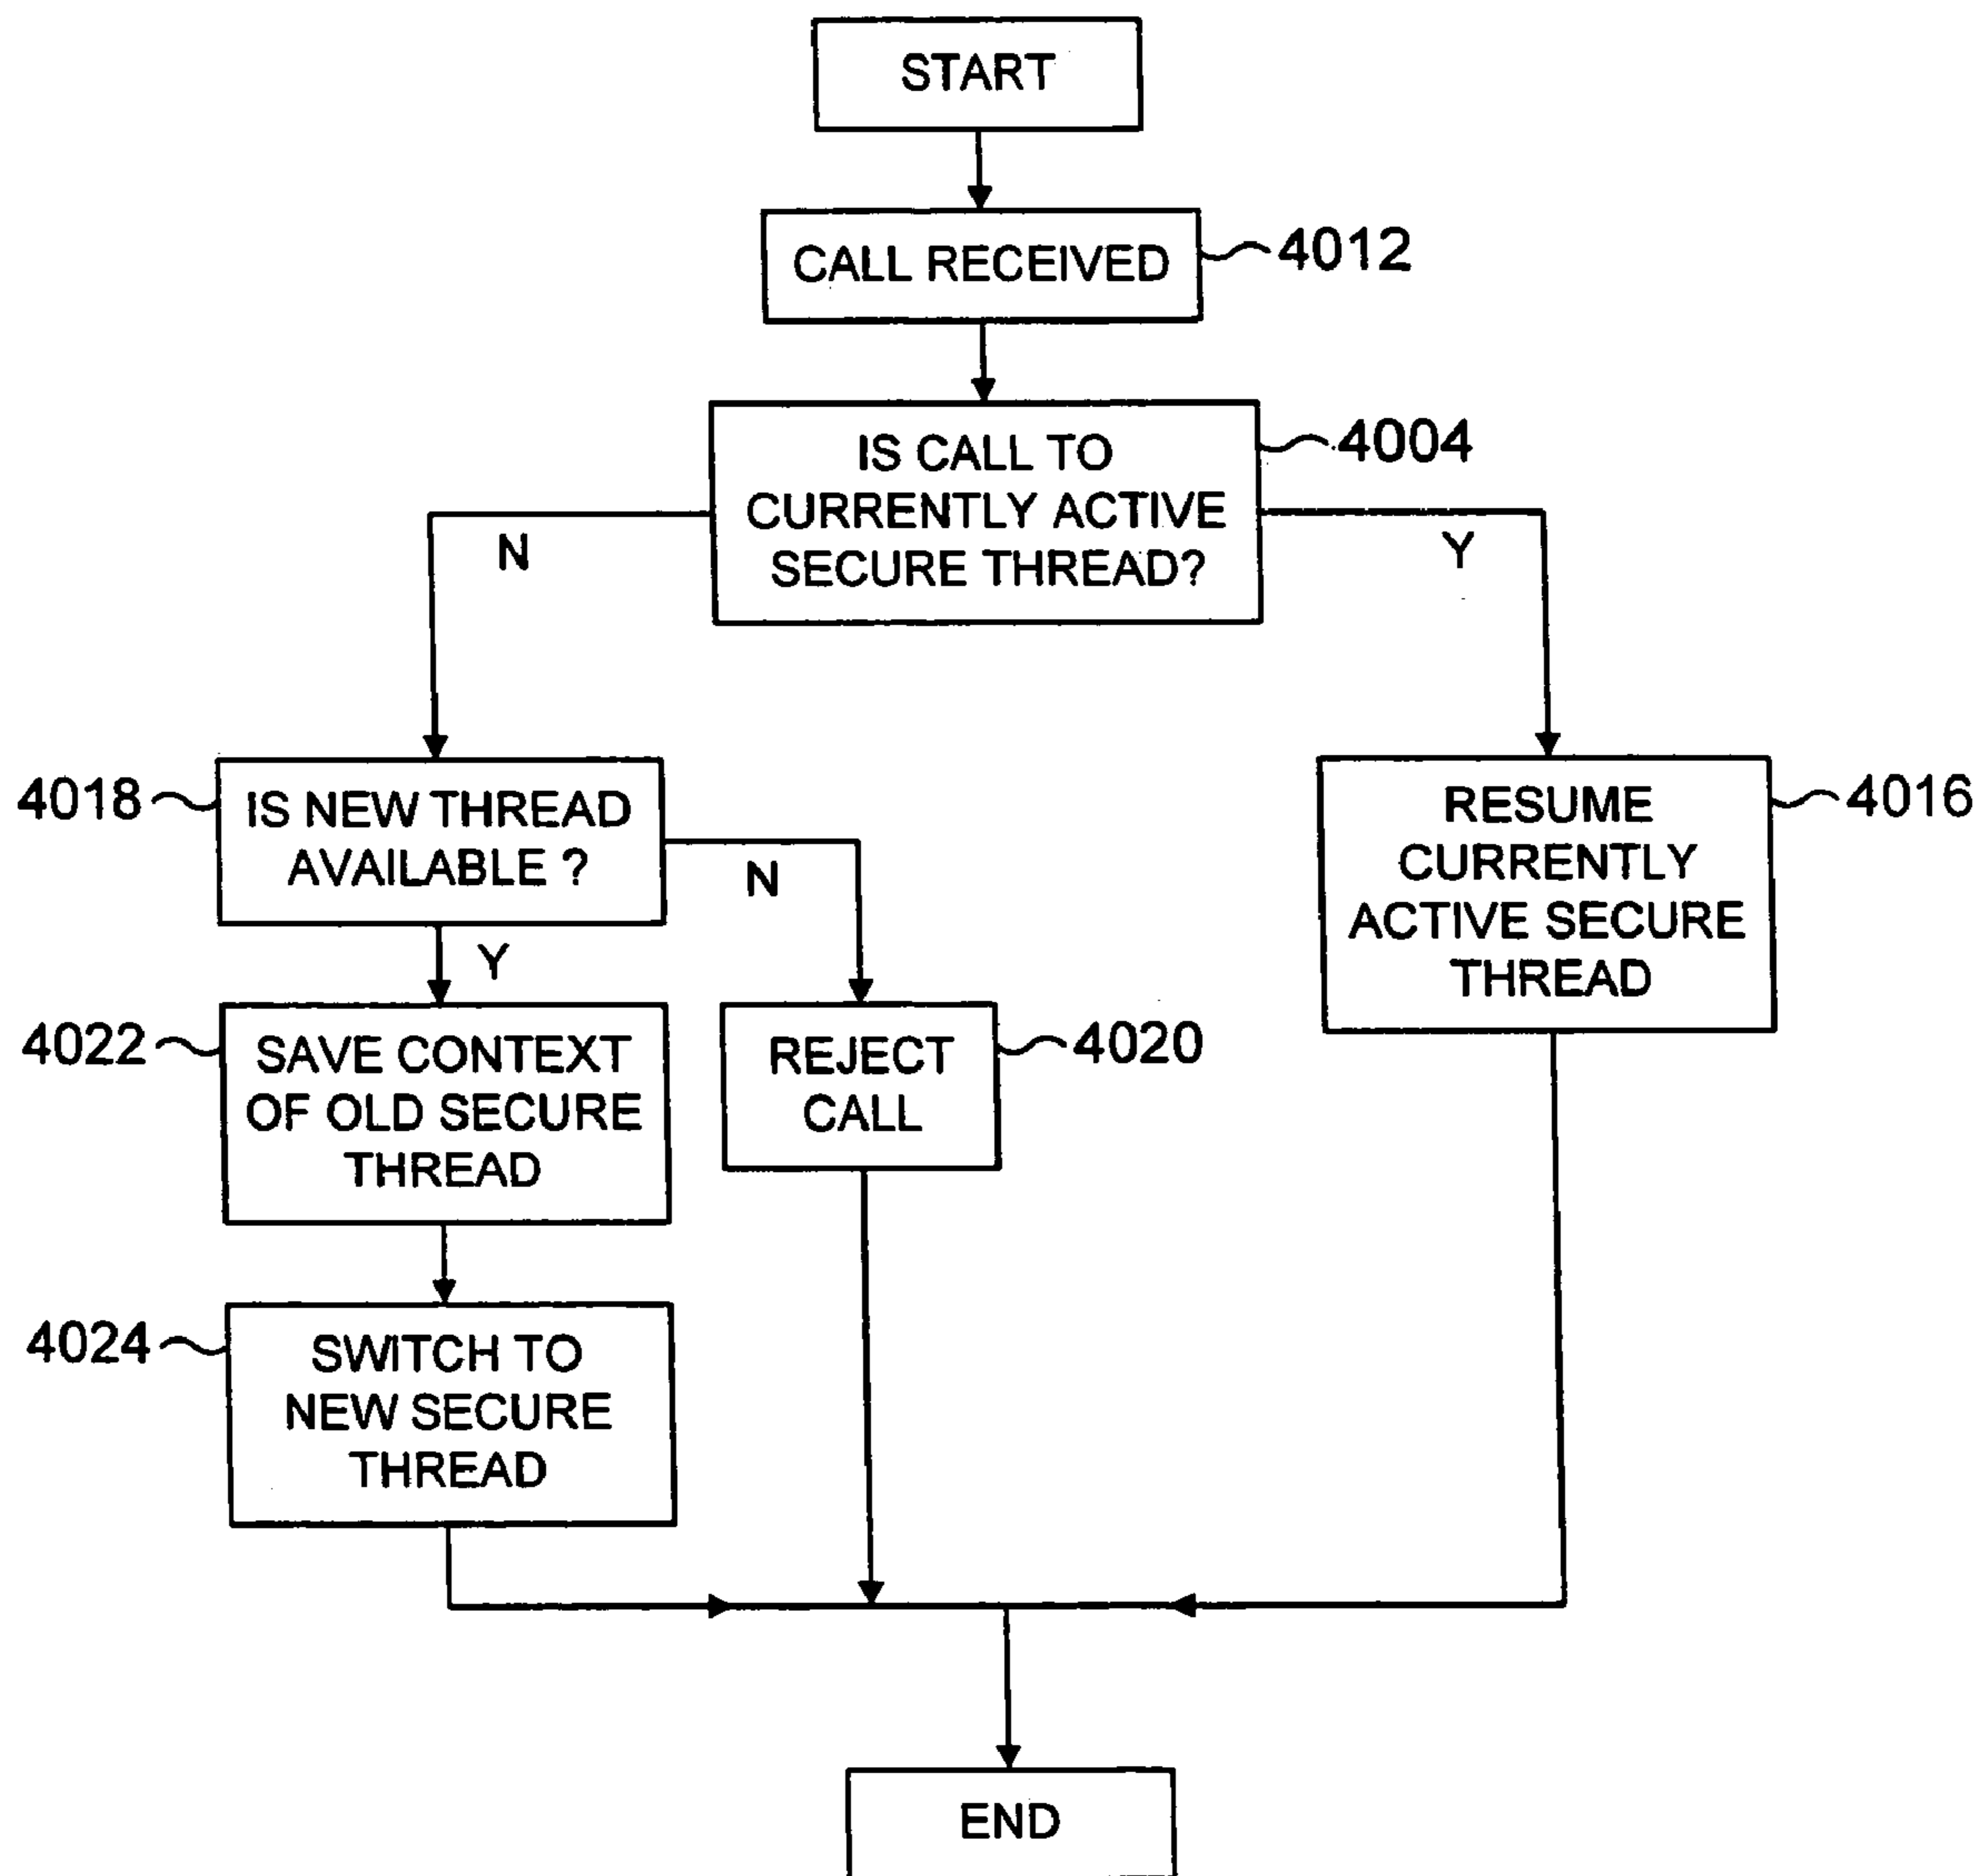 START
CALL RECEIVED
4012
IS CALL TO
CURRENTLY ACTIVE
SECURE THREAD?
4004
N
Y
4018
IS NEW THREAD
AVAILABLE ?
N
Y
RESUME
CURRENTLY
ACTIVE SECURE
THREAD
4016
4022
SAVE CONTEXT
OF OLD SECURE
THREAD
REJECT
CALL
4020
4024
SWITCH TO
NEW SECURE
THREAD
END